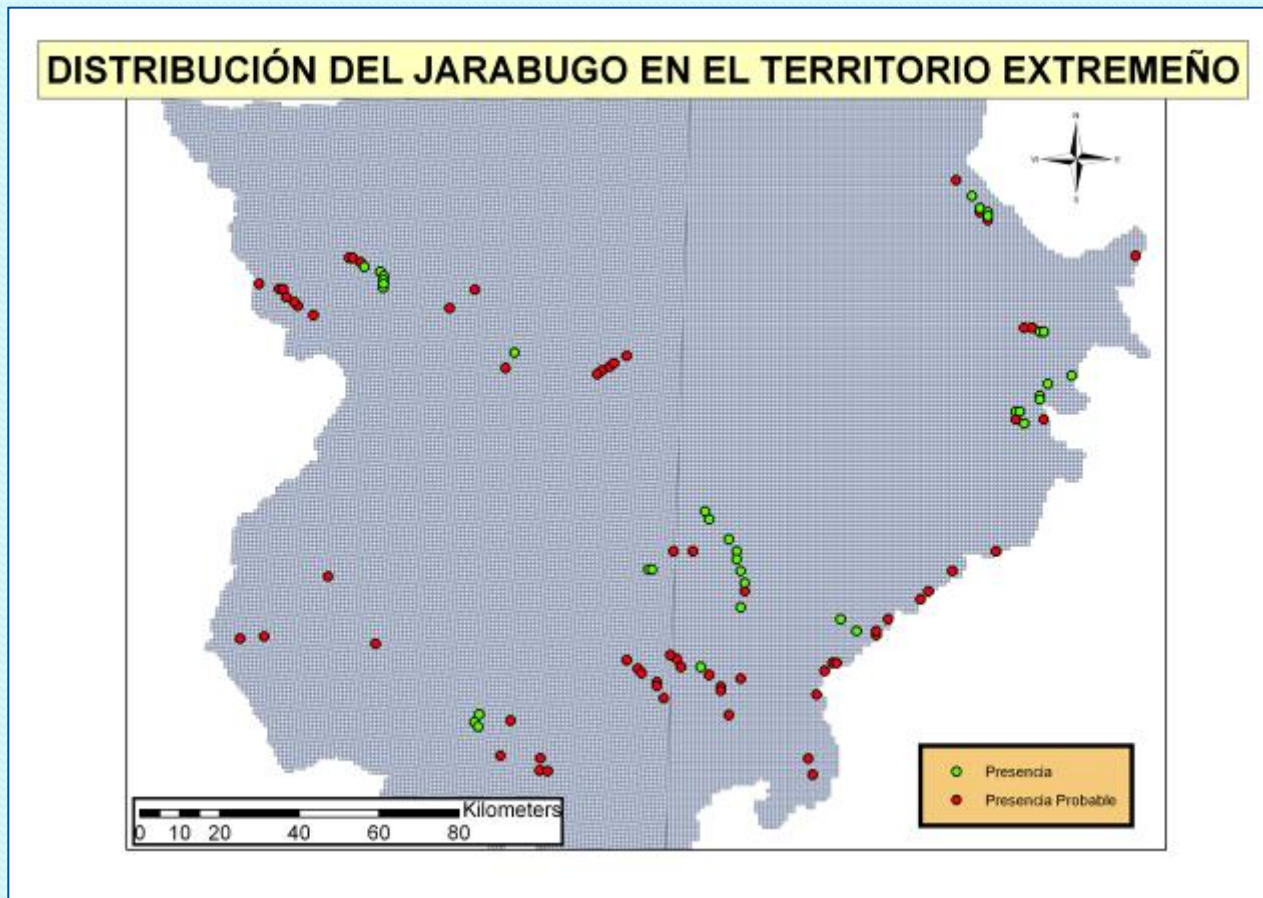 DISTRIBUCIÓN DEL JARABUGO EN EL TERRITORIO EXTREMEÑO
N
W E
S
Presencia
Presencia Probable
Kilometers
0 10 20 40 60 80